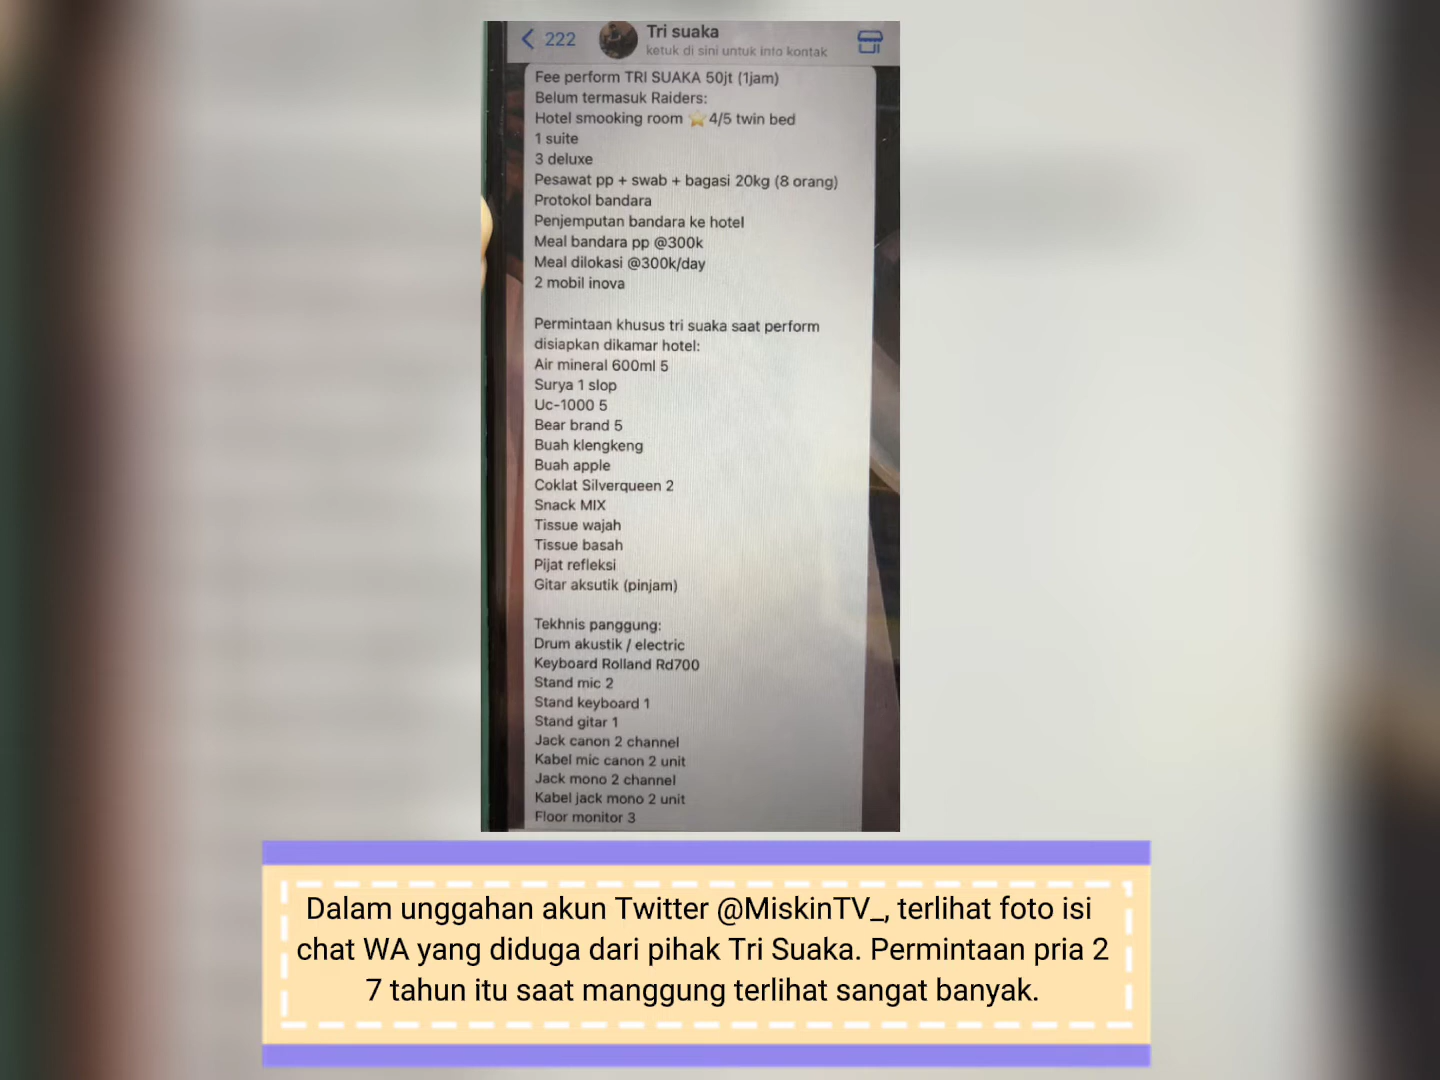 222
Tri suaka
ketuk di sini untuk info kontak
Fee perform TRI SUAKA 50jt (1jam)
Belum termasuk Raiders:
Hotel smooking room ⭐ 4/5 twin bed
1 suite
3 deluxe
Pesawat pp + swab + bagasi 20kg (8 orang)
Protokol bandara
Penjemputan bandara ke hotel
Meal bandara pp @300k
Meal dilokasi @300k/day
2 mobil inova
Permintaan khusus tri suaka saat perform
disiapkan dikamar hotel:
Air mineral 600ml 5
Surya 1 slop
Uc-1000 5
Bear brand 5
Buah klengkeng
Buah apple
Coklat Silverqueen 2
Snack MIX
Tissue wajah
Tissue basah
Pijat refleksi
Gitar aksutik (pinjam)
Tekhnis panggung:
Drum akustik / electric
Keyboard Rolland Rd700
Stand mic 2
Stand keyboard 1
Stand gitar 1
Jack canon 2 channel
Kabel mic canon 2 unit
Jack mono 2 channel
Kabel jack mono 2 unit
Floor monitor 3
Dalam unggahan akun Twitter @MiskinTV_, terlihat foto isi
chat WA yang diduga dari pihak Tri Suaka. Permintaan pria 2
7 tahun itu saat manggung terlihat sangat banyak.